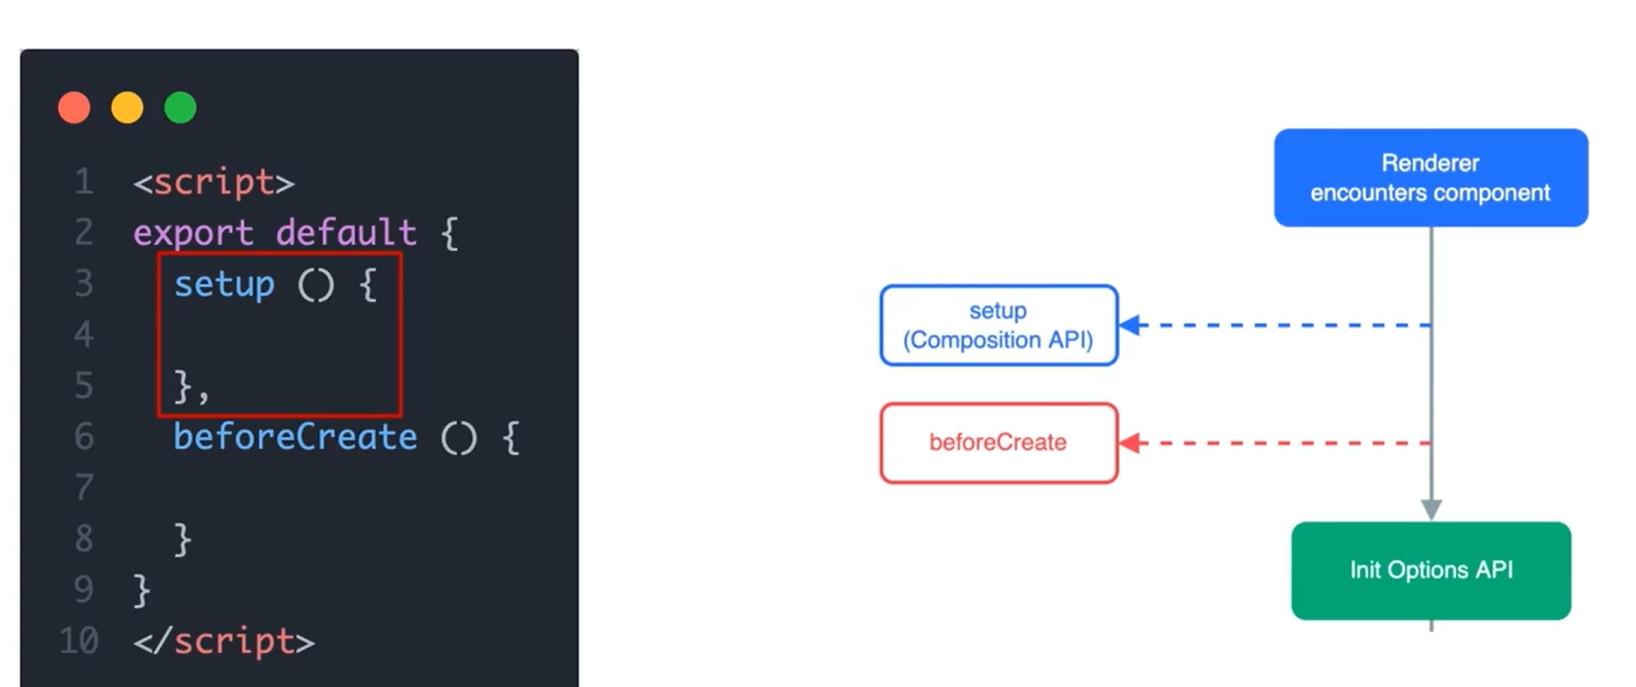 1 <script>
2 export default {
3 setup () {
4
5 },
6 beforeCreate () {
7
8 }
9 }
10 </script>
Renderer
encounters component
setup
(Composition API)
beforeCreate
Init Options API